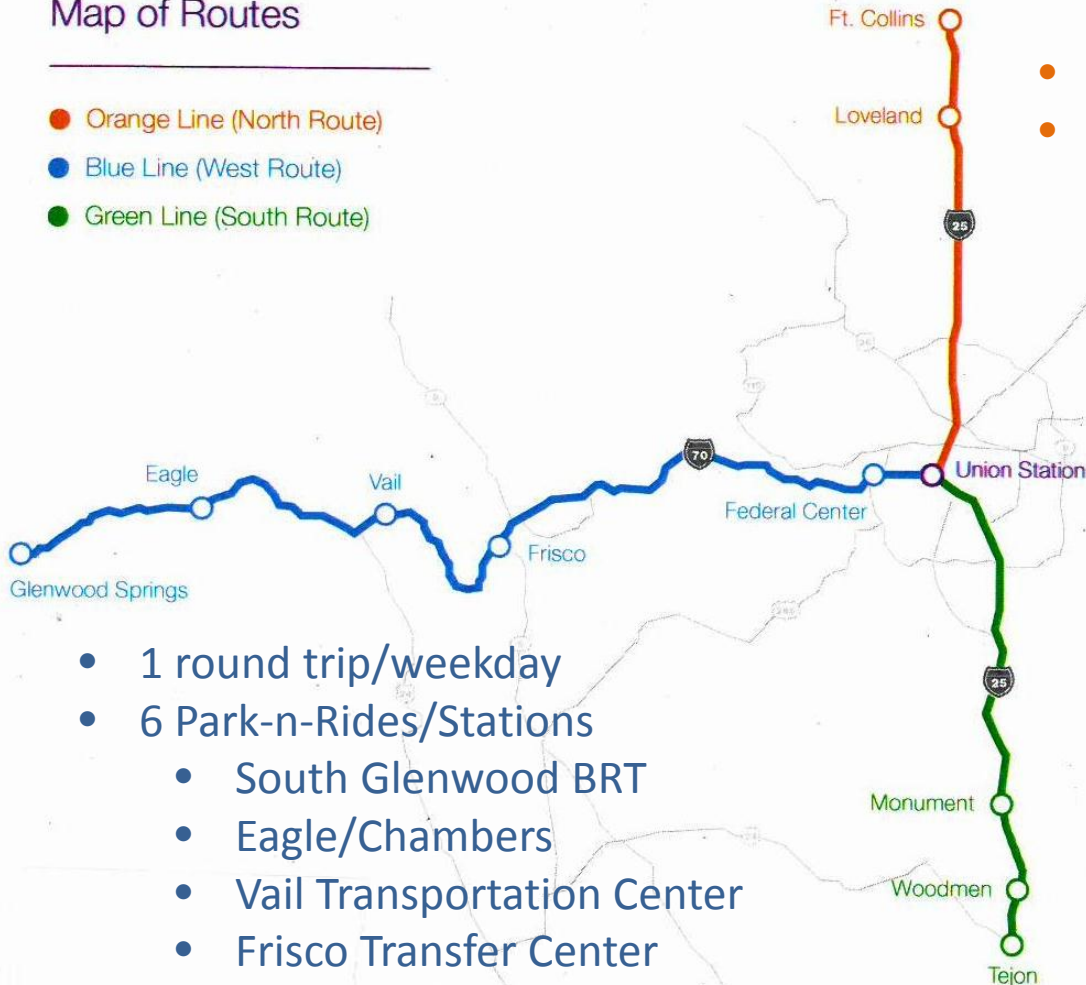 Map of Routes
Orange Line (North Route)
Blue Line (West Route)
Green Line (South Route)
Ft. Collins
Loveland
25
Eagle
Vail
70
Union Station
Federal Center
Frisco
Glenwood Springs
25
Monument
Woodmen
Tejon
• 1 round trip/weekday
• 6 Park-n-Rides/Stations
• South Glenwood BRT
• Eagle/Chambers
• Vail Transportation Center
• Frisco Transfer Center